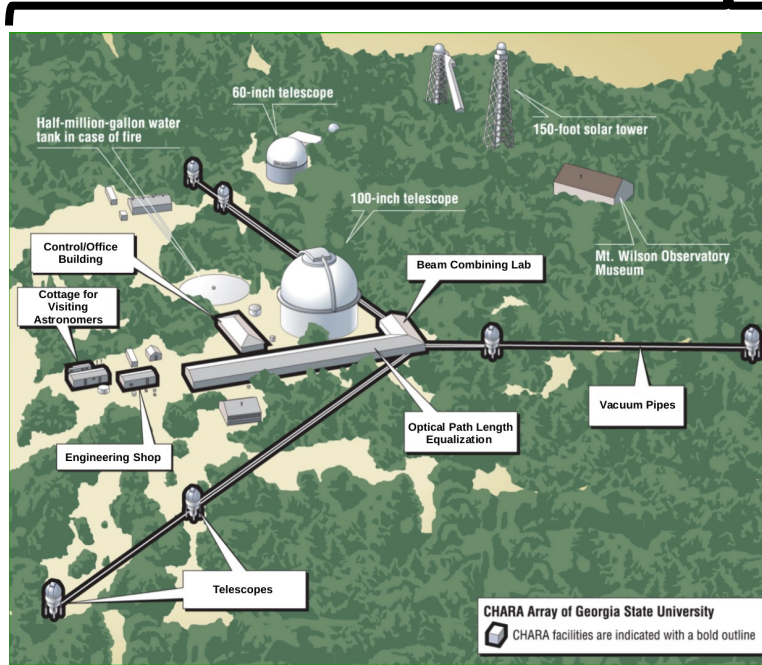 60-inch telescope
Half-million-gallon water
tank in case of fire
150-foot solar tower
100-inch telescope
Mt. Wilson Observatory
Museum
Control/Office
Building
Beam Combining Lab
Cottage for
Visiting
Astronomers
Vacuum Pipes
Optical Path Length
Equalization
Engineering Shop
Telescopes
CHARA Array of Georgia State University
CHARA facilities are indicated with a bold outline